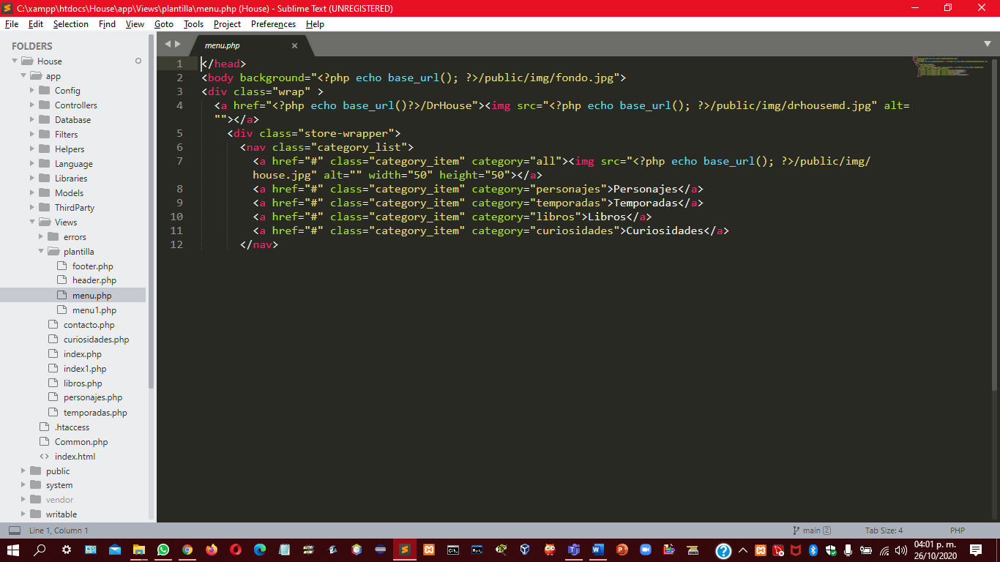 C:\xampp\htdocs\House\app\Views\plantilla\menu.php (House) - Sublime Text (UNREGISTERED)
File Edit Selection Find View Goto Tools Project Preferences Help
FOLDERS
House
app
Config
Controllers
Database
Filters
Helpers
Language
Libraries
Models
ThirdParty
Views
errors
plantilla
footer.php
header.php
menu.php
menu1.php
contacto.php
curiosidades.php
index.php
index1.php
libros.php
personajes.php
temporadas.php
.htaccess
Common.php
index.html
public
system
vendor
writable
menu.php
1 </head>
2 <body background="<?php echo base_url(); ?>/public/img/fondo.jpg">
3 <div class="wrap" >
4 <a href="<?php echo base_url()?>/DrHouse"><img src="<?php echo base_url(); ?>/public/img/drhousemd.jpg" alt=
""></a>
5 <div class="store-wrapper">
6 <nav class="category_list">
7 <a href="#" class="category_item" category="all"><img src="<?php echo base_url(); ?>/public/img/
house.jpg" alt="" width="50" height="50"></a>
8 <a href="#" class="category_item" category="personajes">Personajes</a>
9 <a href="#" class="category_item" category="temporadas">Temporadas</a>
10 <a href="#" class="category_item" category="libros">Libros</a>
11 <a href="#" class="category_item" category="curiosidades">Curiosidades</a>
12 </nav>
Line 1, Column 1
main 2
Tab Size: 4
PHP
04:01 p. m.
26/10/2020